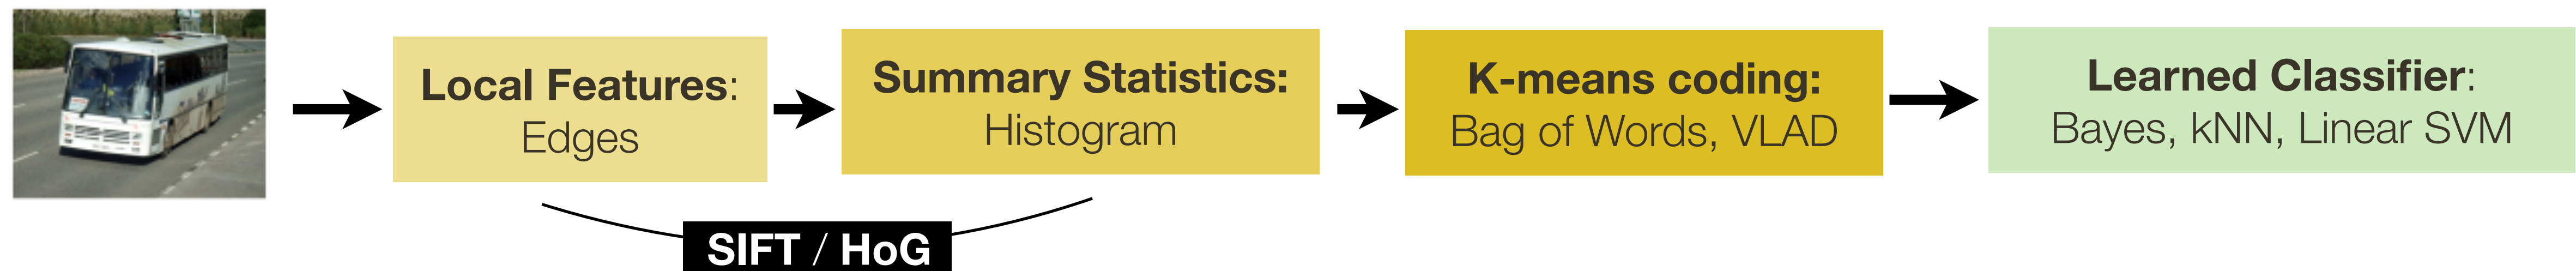 Local Features:
Edges
Summary Statistics:
Histogram
K-means coding:
Bag of Words, VLAD
Learned Classifier:
Bayes, kNN, Linear SVM
SIFT / HoG